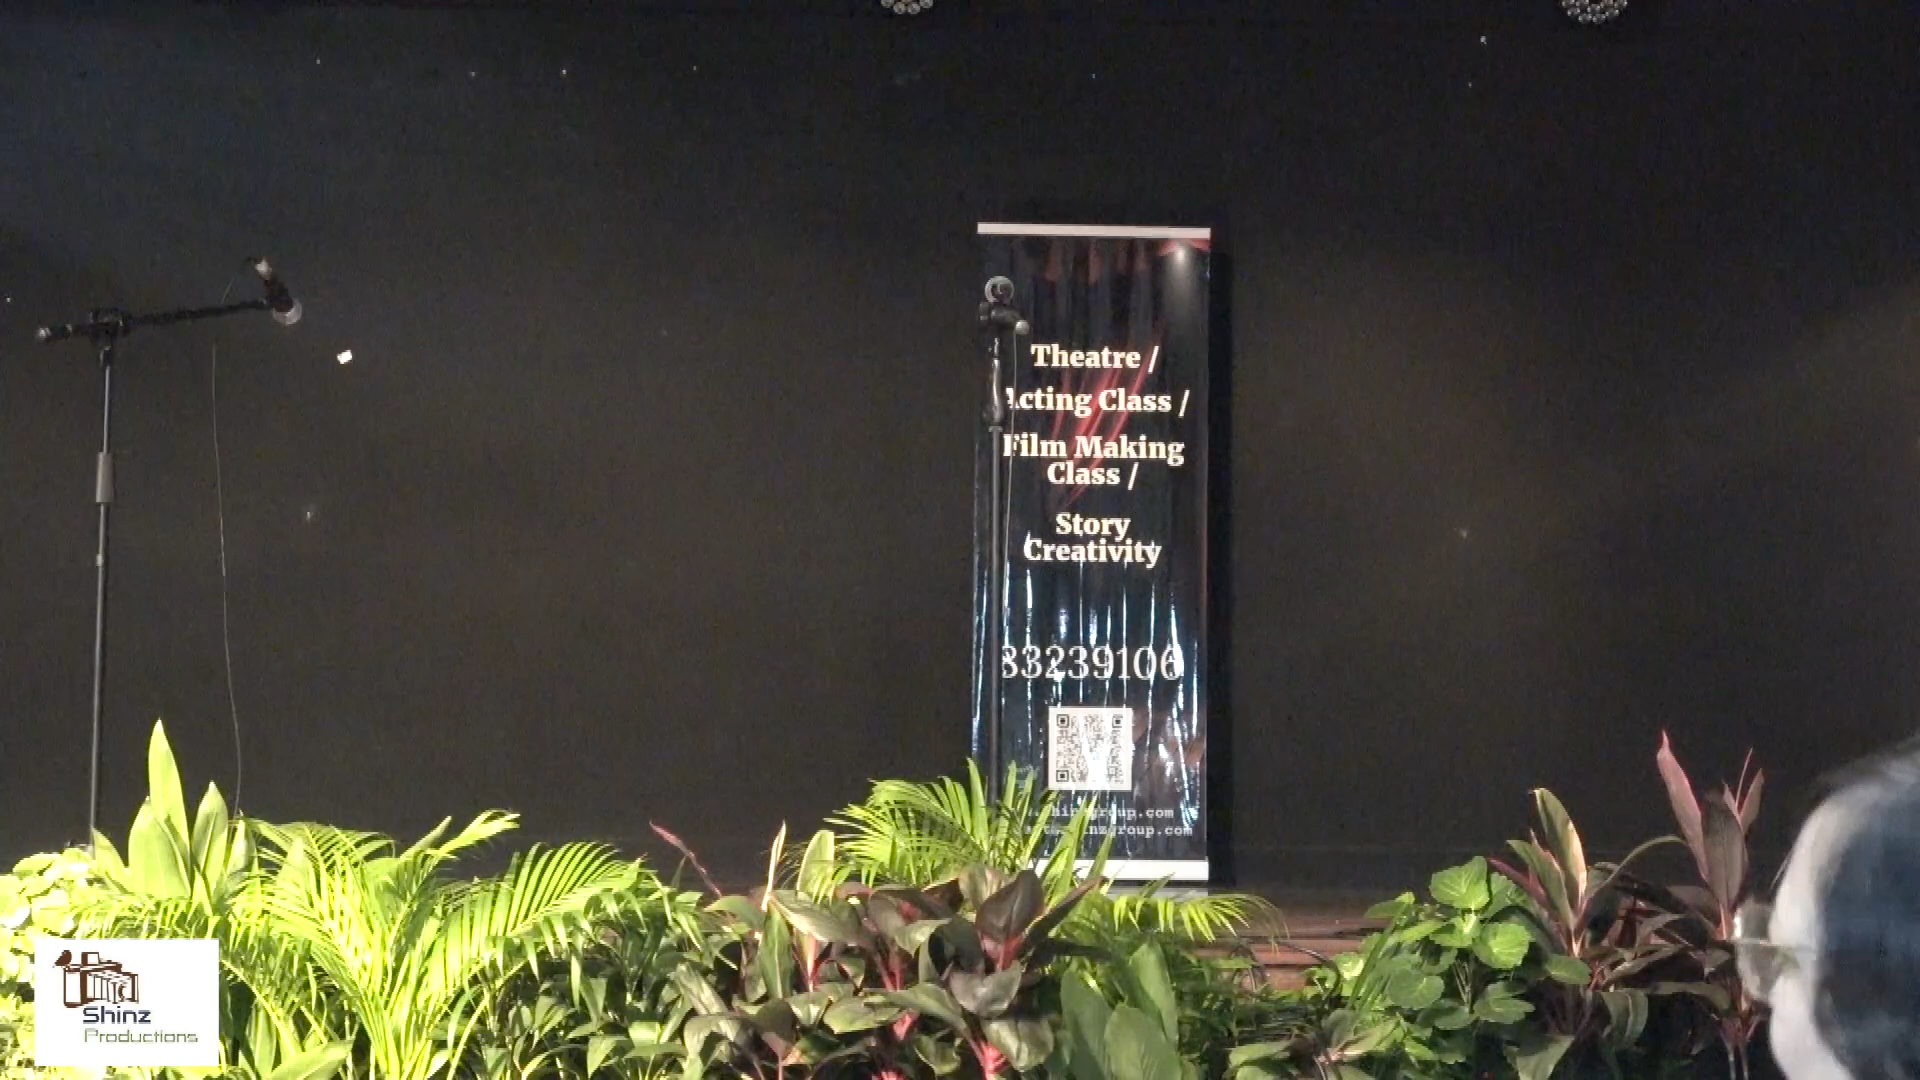 Theatre /
Acting Class /
Film Making
Class /
Story
Creativity
83239106
Shinz
Productions